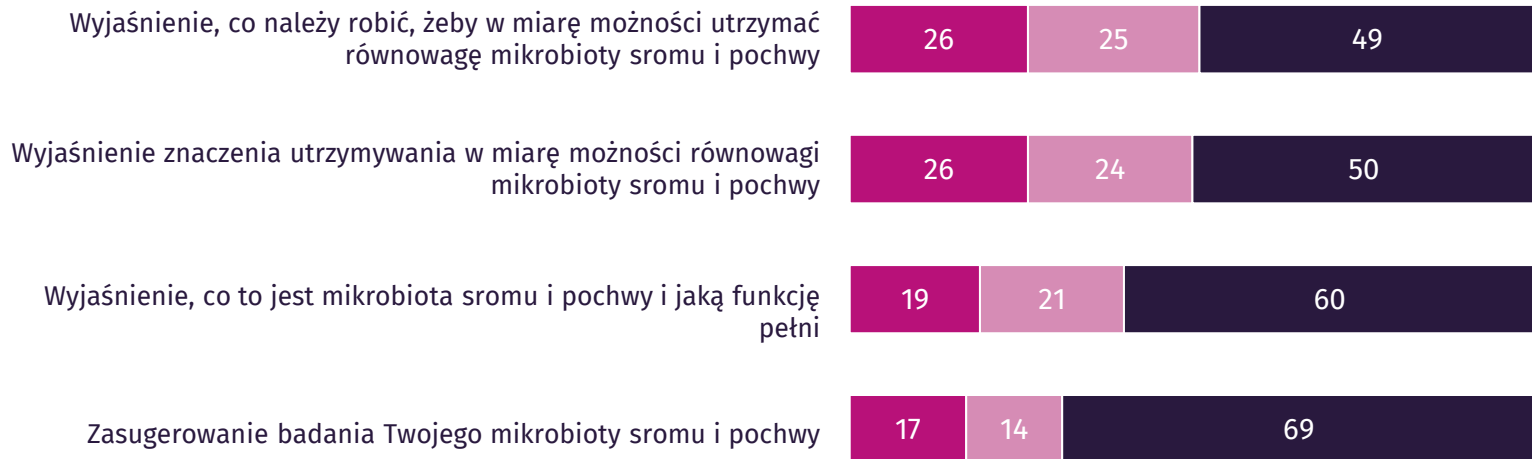 Wyjaśnienie, co należy robić, żeby w miarę możliwości utrzymać
równowagę mikrobioty sromu i pochwy
26 25 49
Wyjaśnienie znaczenia utrzymywania w miarę możności równowagi
mikrobioty sromu i pochwy
26 24 50
Wyjaśnienie, co to jest mikrobiota sromu i pochwy i jaką funkcję
pełni
19 21 60
Zasugerowanie badania Twojego mikrobioty sromu i pochwy
17 14 69